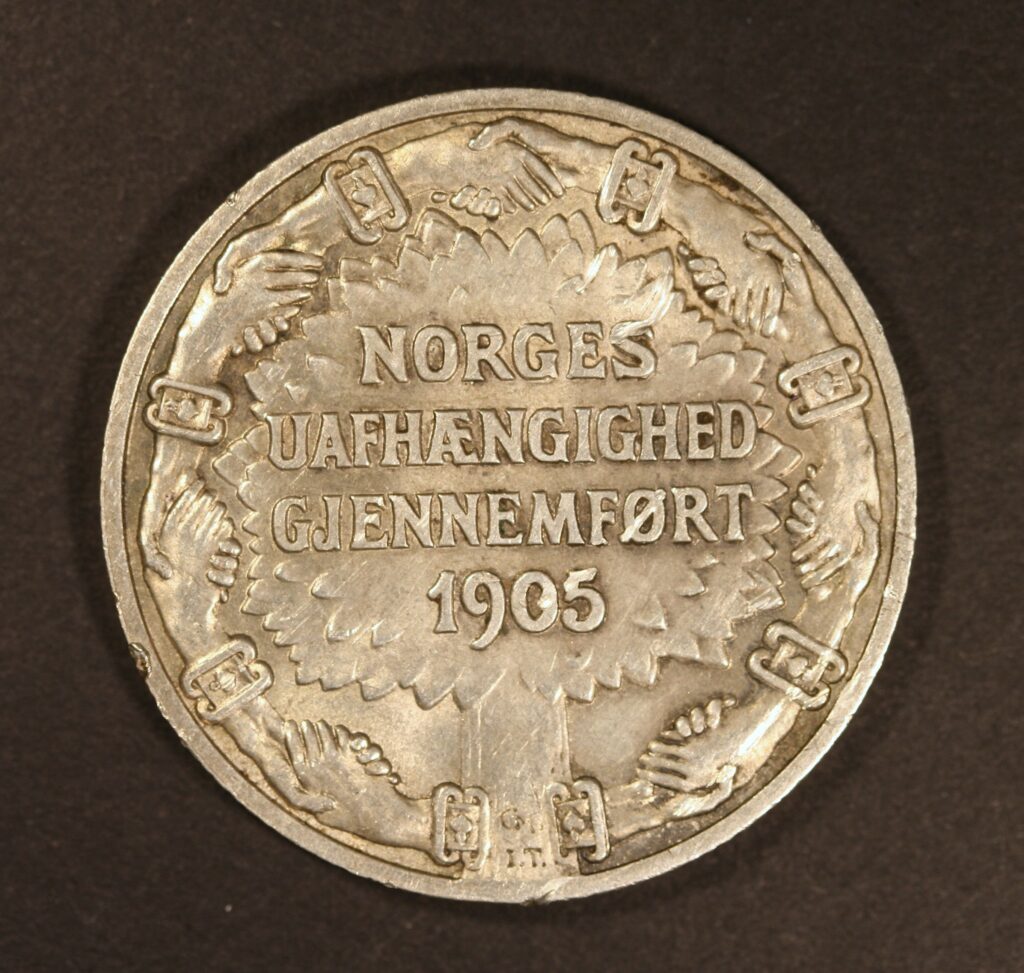 NORGES
UAFHÆNGIGHED
GJENNEMFØRT
1905
I.T.